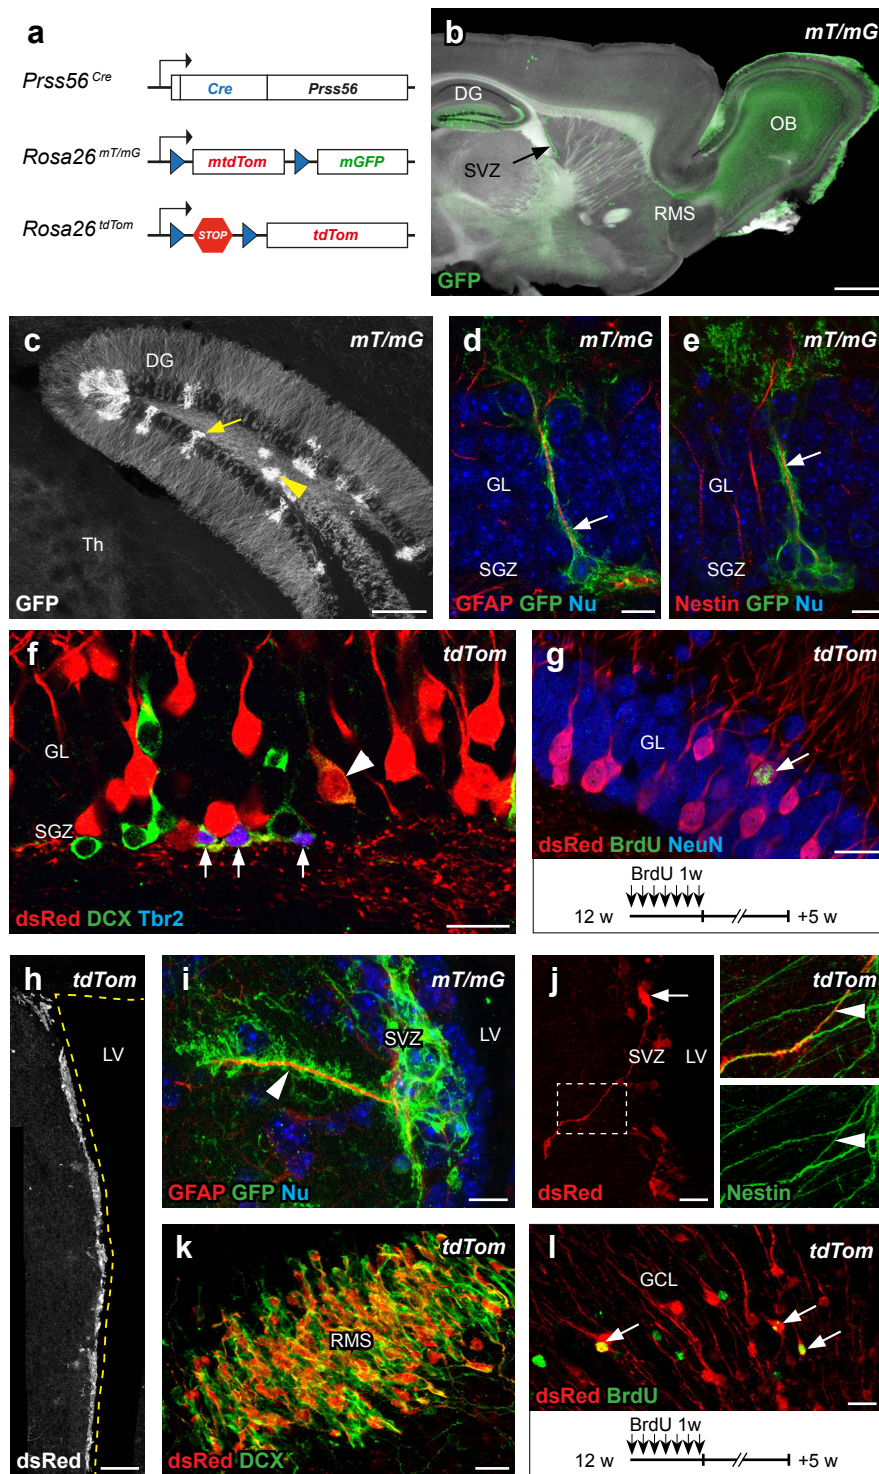 a
Prss56 Cre
Cre
Prss56
Rosa26 mT/mG
mtdTom
mGFP
Rosa26 tdTom
STOP
tdTom
b
mT/mG
DG
OB
SVZ
RMS
GFP
c
mT/mG
DG
Th
GFP
d
mT/mG
GL
SGZ
GFAP GFP Nu
e
mT/mG
GL
SGZ
Nestin GFP Nu
f
tdTom
GL
SGZ
dsRed DCX Tbr2
g
tdTom
GL
dsRed BrdU NeuN
BrdU 1w
12 w
+5 w
h
tdTom
LV
dsRed
i
mT/mG
SVZ
LV
GFAP GFP Nu
j
tdTom
SVZ
LV
dsRed
Nestin
k
tdTom
RMS
dsRed DCX
l
tdTom
GCL
dsRed BrdU
BrdU 1w
12 w
+5 w